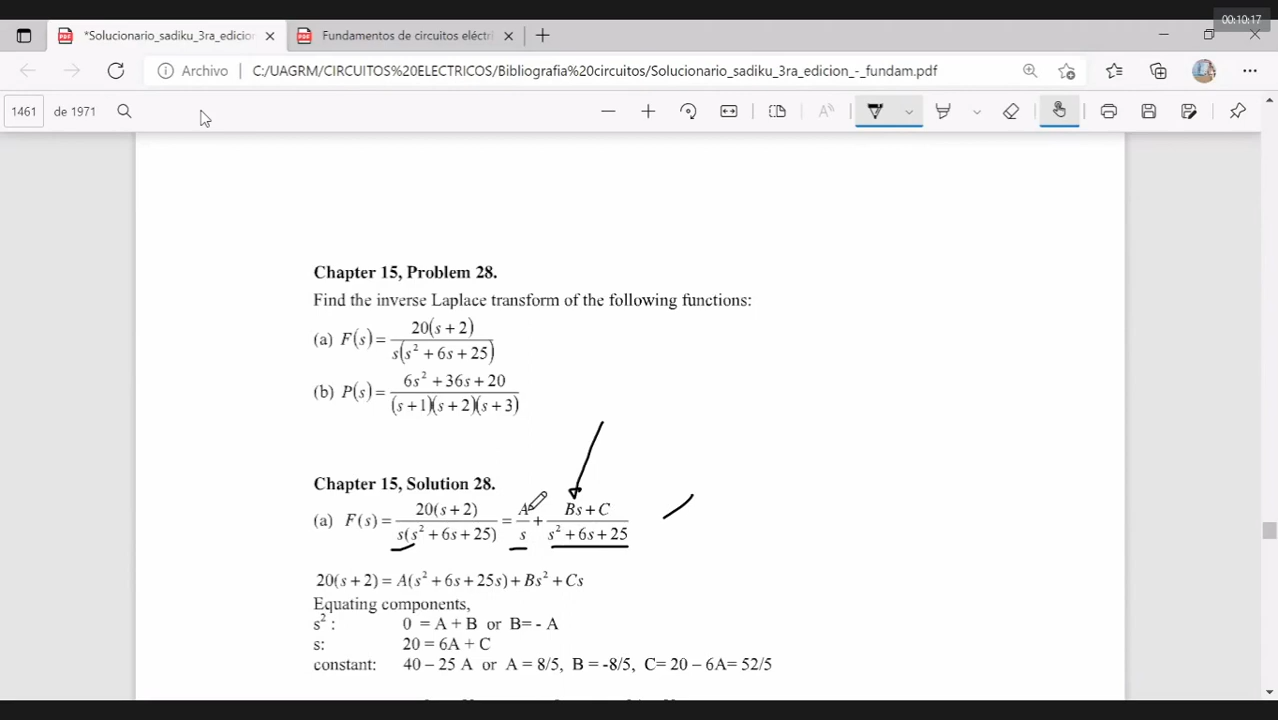 00:10:17
*Solucionario_sadiku_3ra_edicion
Fundamentos de circuitos eléctri
Archivo C:/UAGRM/CIRCUITOS%20ELECTRICOS/Bibliografia%20circuitos/Solucionario_sadiku_3ra_edicion_-_fundam.pdf
1461 de 1971
Chapter 15, Problem 28.
Find the inverse Laplace transform of the following functions:
(a) F(s) = 20(s + 2) / s(s² + 6s + 25)
(b) P(s) = 6s² + 36s + 20 / (s + 1)(s + 2)(s + 3)
Chapter 15, Solution 28.
(a) F(s) = 20(s + 2) / s(s² + 6s + 25) = A / s + Bs + C / s² + 6s + 25
20(s + 2) = A(s² + 6s + 25s) + Bs² + Cs
Equating components,
s² : 0 = A + B or B= - A
s: 20 = 6A + C
constant: 40 – 25 A or A = 8/5, B = -8/5, C= 20 – 6A= 52/5